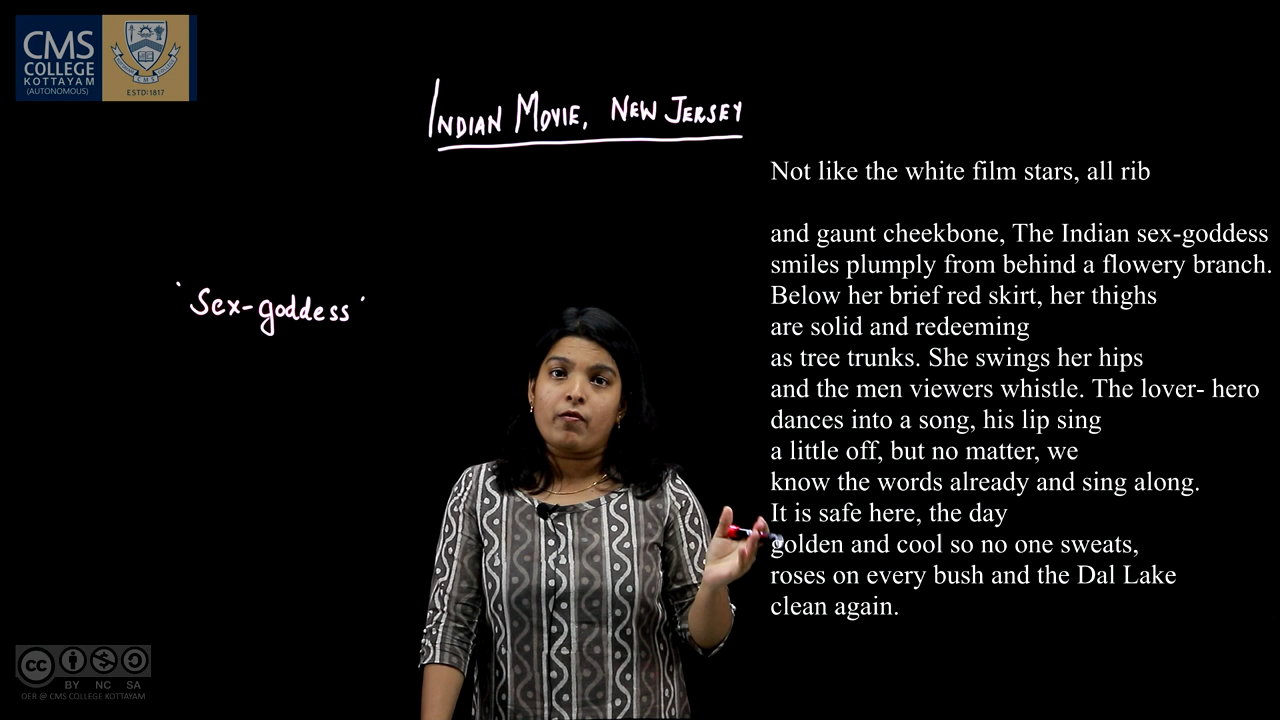 CMS
COLLEGE
KOTTAYAM
(AUTONOMOUS)
ESTD:1817
INDIAN MOVIE, NEW JERSEY
Not like the white film stars, all rib
and gaunt cheekbone, The Indian sex-goddess
smiles plumply from behind a flowery branch.
Below her brief red skirt, her thighs
are solid and redeeming
as tree trunks. She swings her hips
and the men viewers whistle. The lover- hero
dances into a song, his lip sing
a little off, but no matter, we
know the words already and sing along.
It is safe here, the day
golden and cool so no one sweats,
roses on every bush and the Dal Lake
clean again.
'Sex-goddess'
cc
BY NC SA
OER @ CMS COLLEGE KOTTAYAM